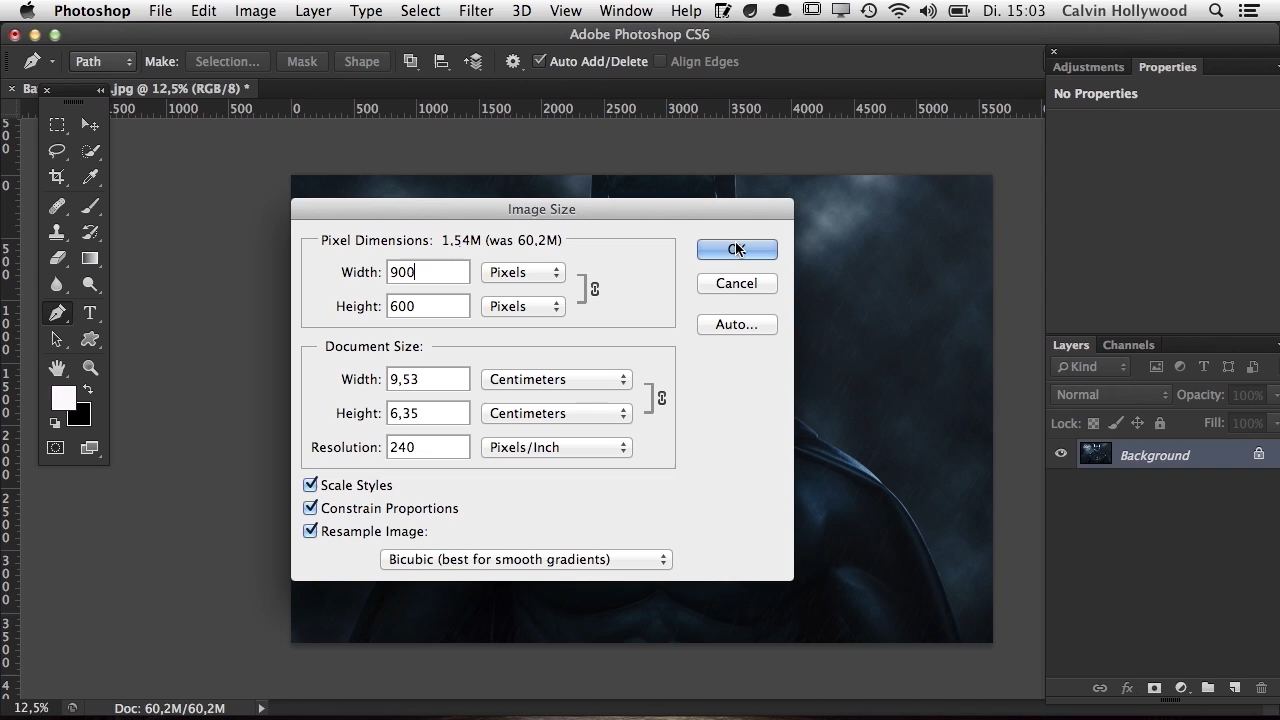 Photoshop File Edit Image Layer Type Select Filter 3D View Window Help Di. 15:03 Calvin Hollywood
Adobe Photoshop CS6
Path Make: Selection... Mask Shape Auto Add/Delete Align Edges
.jpg @ 12,5% (RGB/8) *
Adjustments Properties
No Properties
500 1000 500 0 500 1000 1500 2000 2500 3000 3500 4000 4500 5000 5500
Image Size
Pixel Dimensions: 1,54M (was 60,2M)
Width: 900 Pixels
Height: 600 Pixels
OK
Cancel
Auto...
Document Size:
Width: 9,53 Centimeters
Height: 6,35 Centimeters
Resolution: 240 Pixels/Inch
Scale Styles
Constrain Proportions
Resample Image:
Bicubic (best for smooth gradients)
Layers Channels
Kind
Normal Opacity: 100%
Lock: Fill: 100%
Background
12,5% Doc: 60,2M/60,2M